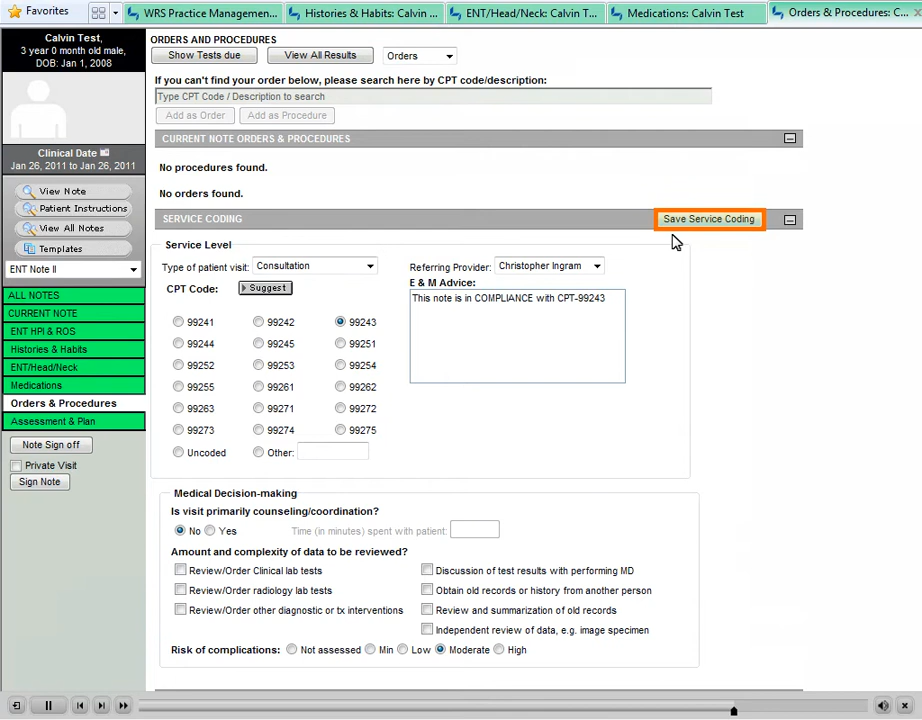 Favorites
WRS Practice Managemen...
Histories & Habits: Calvin ...
ENT/Head/Neck: Calvin T...
Medications: Calvin Test
Orders & Procedures: C...
Calvin Test,
3 year 0 month old male,
DOB: Jan 1, 2008
Clinical Date
Jan 26, 2011 to Jan 26, 2011
View Note
Patient Instructions
View All Notes
Templates
ENT Note II
ALL NOTES
CURRENT NOTE
ENT HPI & ROS
Histories & Habits
ENT/Head/Neck
Medications
Orders & Procedures
Assessment & Plan
Note Sign off
Private Visit
Sign Note
ORDERS AND PROCEDURES
Show Tests due View All Results Orders
If you can't find your order below, please search here by CPT code/description:
Type CPT Code / Description to search
Add as Order Add as Procedure
CURRENT NOTE ORDERS & PROCEDURES
No procedures found.
No orders found.
SERVICE CODING Save Service Coding
Service Level
Type of patient visit: Consultation Referring Provider: Christopher Ingram
CPT Code: Suggest
E & M Advice:
This note is in COMPLIANCE with CPT-99243
99241 99242 99243
99244 99245 99251
99252 99253 99254
99255 99261 99262
99263 99271 99272
99273 99274 99275
Uncoded Other:
Medical Decision-making
Is visit primarily counseling/coordination?
No Yes Time (in minutes) spent with patient:
Amount and complexity of data to be reviewed?
Review/Order Clinical lab tests Discussion of test results with performing MD
Review/Order radiology lab tests Obtain old records or history from another person
Review/Order other diagnostic or tx interventions Review and summarization of old records
Independent review of data, e.g. image specimen
Risk of complications: Not assessed Min Low Moderate High